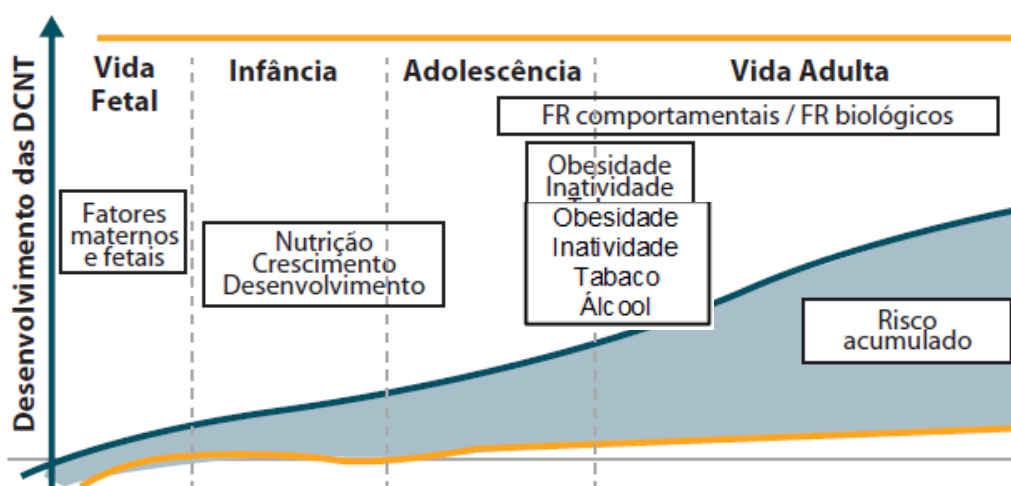 Desenvolvimento das DCNT
Vida
Fetal
Infância
Adolescência
Vida Adulta
FR comportamentais / FR biológicos
Fatores
maternos
e fetais
Nutrição
Crescimento
Desenvolvimento
Obesidade
Inatividade
Obesidade
Inatividade
Tabaco
Álcool
Risco
acumulado